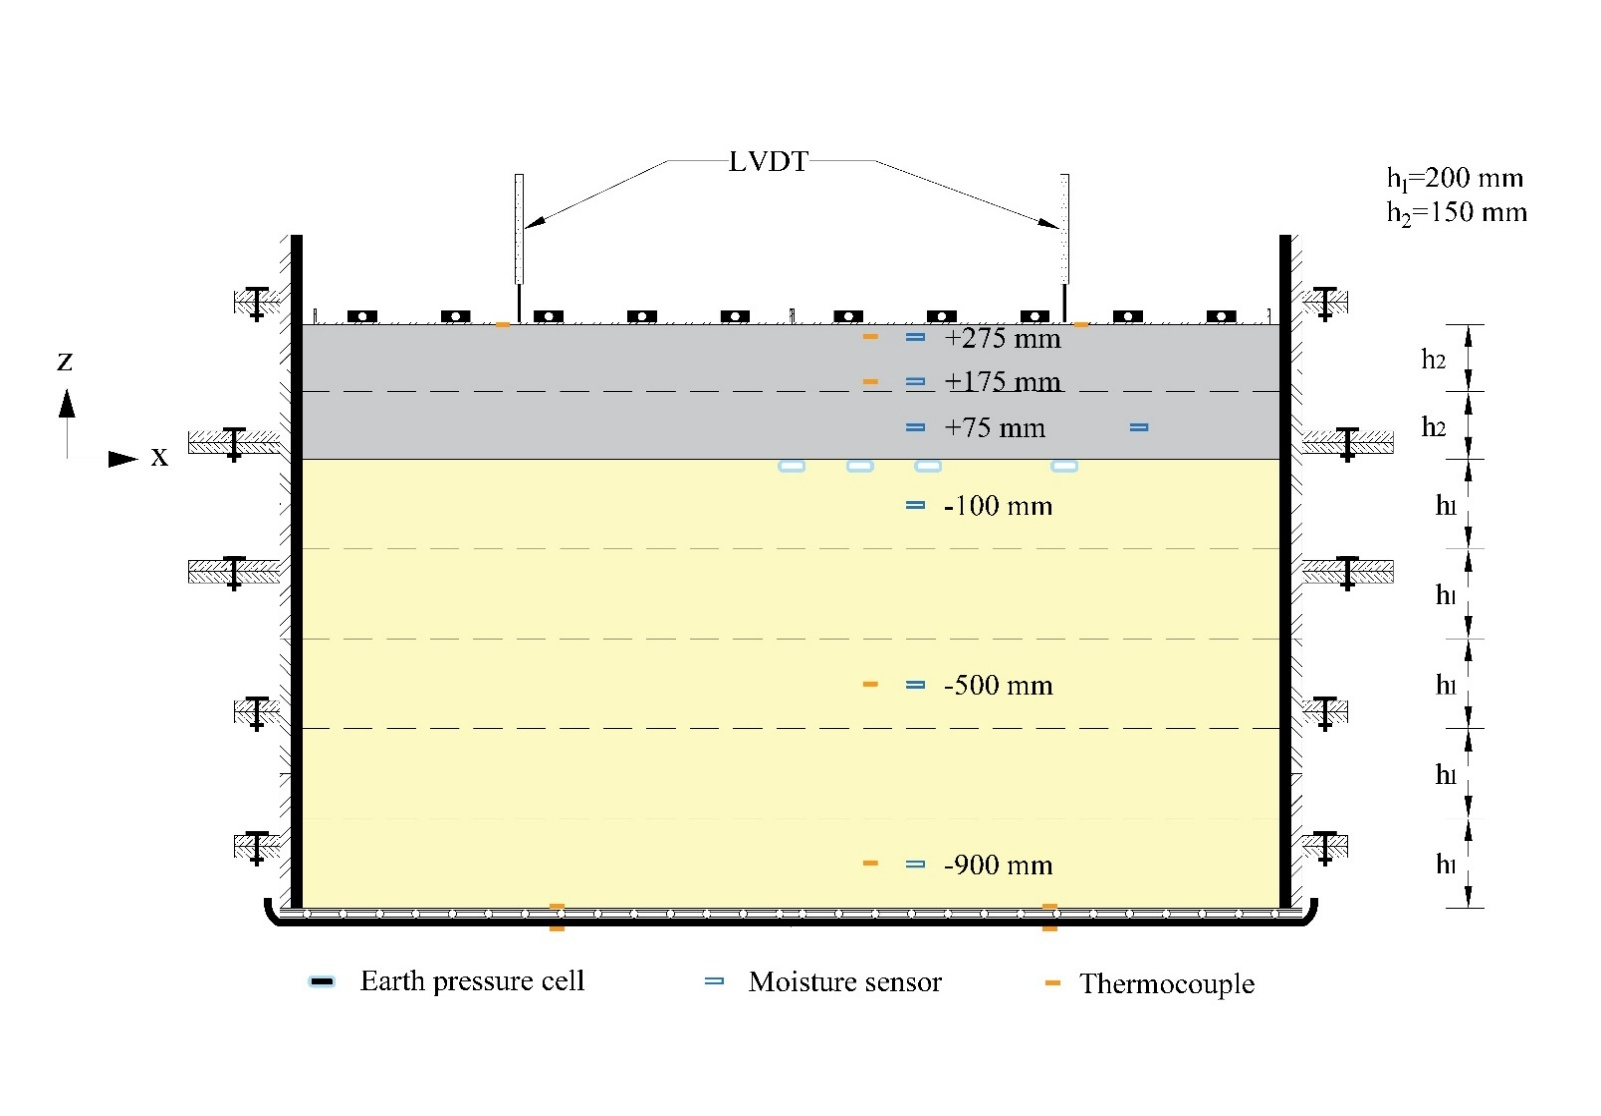 LVDT
h1=200 mm
h2=150 mm
+275 mm
h2
z
+175 mm
+75 mm
h2
x
-100 mm
h1
h1
-500 mm
h1
h1
-900 mm
h1
Earth pressure cell
Moisture sensor
Thermocouple